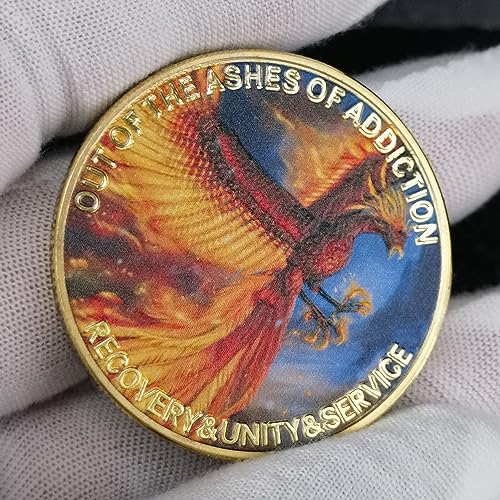 OUT OF THE ASHES OF ADDICTION
RECOVERY&UNITY&SERVICE